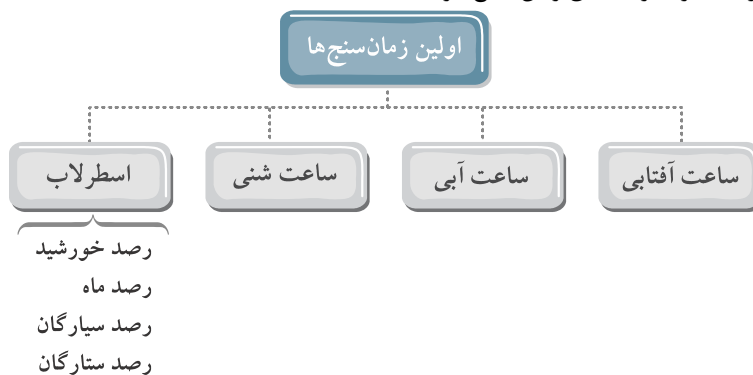 اولین زمان‌سنج‌ها
ساعت آفتابی
ساعت آبی
ساعت شنی
اسطرلاب
رصد خورشید
رصد ماه
رصد سیارگان
رصد ستارگان